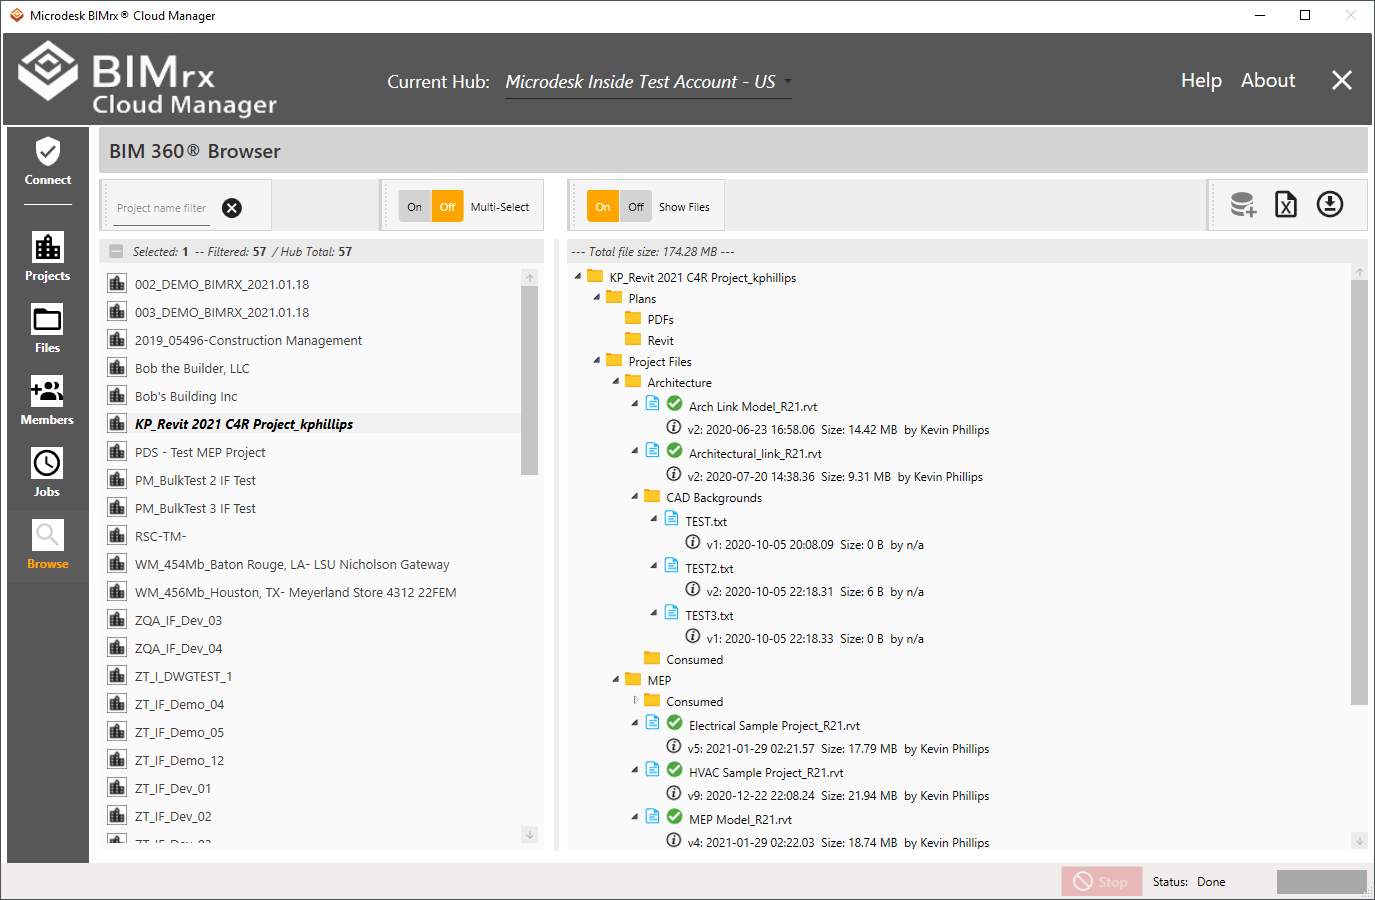 Microdesk BIMrx® Cloud Manager
BIMrx
Cloud Manager
Current Hub: Microdesk Inside Test Account - US
Help About
Connect
Projects
Files
Members
Jobs
Browse
BIM 360® Browser
Project name filter
On Off Multi-Select
On Off Show Files
Selected: 1 -- Filtered: 57 / Hub Total: 57
002_DEMO_BIMRX_2021.01.18
003_DEMO_BIMRX_2021.01.18
2019_05496-Construction Management
Bob the Builder, LLC
Bob's Building Inc
KP_Revit 2021 C4R Project_kphillips
PDS - Test MEP Project
PM_BulkTest 2 IF Test
PM_BulkTest 3 IF Test
RSC-TM-
WM_454Mb_Baton Rouge, LA- LSU Nicholson Gateway
WM_456Mb_Houston, TX- Meyerland Store 4312 22FEM
ZQA_IF_Dev_03
ZQA_IF_Dev_04
ZT_I_DWGTEST_1
ZT_IF_Demo_04
ZT_IF_Demo_05
ZT_IF_Demo_12
ZT_IF_Dev_01
ZT_IF_Dev_02
--- Total file size: 174.28 MB ---
KP_Revit 2021 C4R Project_kphillips
Plans
PDFs
Revit
Project Files
Architecture
Arch Link Model_R21.rvt
v2: 2020-06-23 16:58.06 Size: 14.42 MB by Kevin Phillips
Architectural_link_R21.rvt
v2: 2020-07-20 14:38.36 Size: 9.31 MB by Kevin Phillips
CAD Backgrounds
TEST.txt
v1: 2020-10-05 20:08.09 Size: 0 B by n/a
TEST2.txt
v2: 2020-10-05 22:18.31 Size: 6 B by n/a
TEST3.txt
v1: 2020-10-05 22:18.33 Size: 0 B by n/a
Consumed
MEP
Consumed
Electrical Sample Project_R21.rvt
v5: 2021-01-29 02:21.57 Size: 17.79 MB by Kevin Phillips
HVAC Sample Project_R21.rvt
v9: 2020-12-22 22:08.24 Size: 21.94 MB by Kevin Phillips
MEP Model_R21.rvt
v4: 2021-01-29 02:22.03 Size: 18.74 MB by Kevin Phillips
Stop
Status: Done